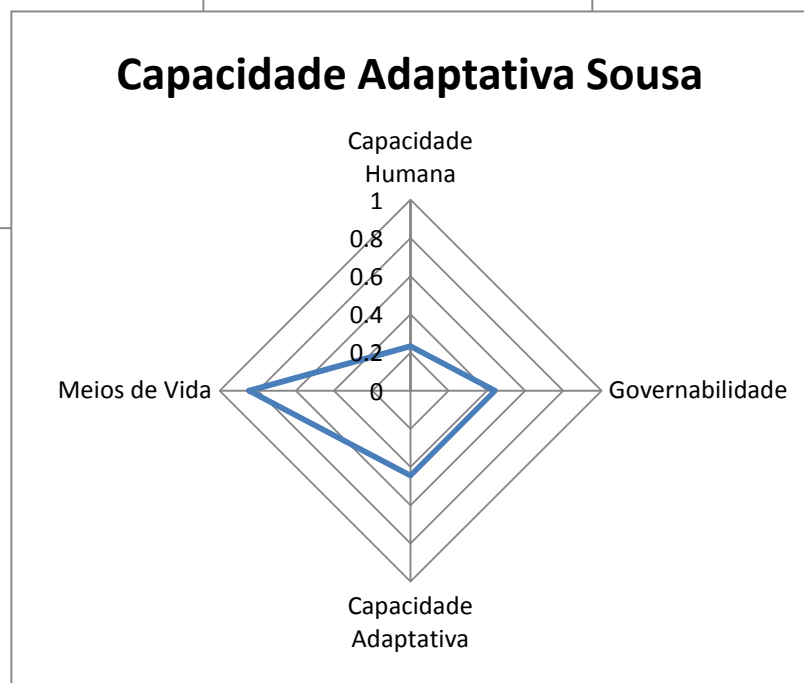 Capacidade Adaptativa Sousa
Capacidade
Humana
1
0.8
0.6
0.4
0.2
0
Meios de Vida
Governabilidade
Capacidade
Adaptativa